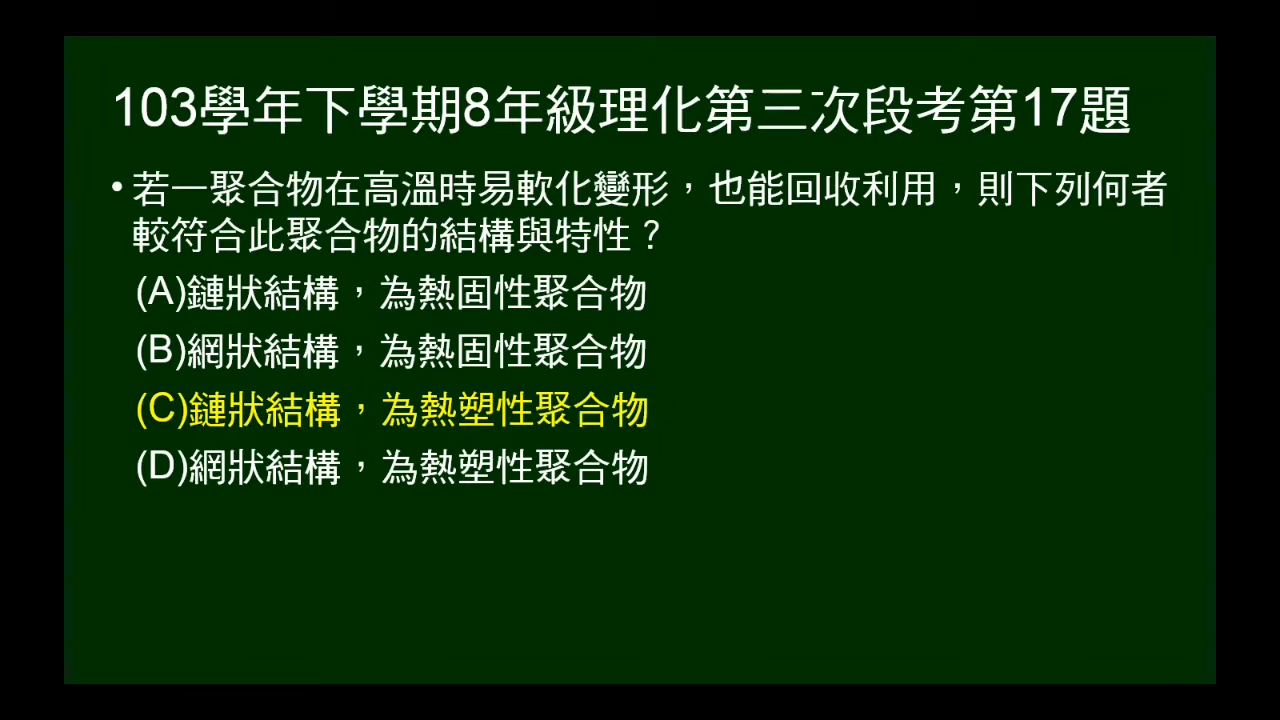 103學年下學期8年級理化第三次段考第17題
•若一聚合物在高溫時易軟化變形，也能回收利用，則下列何者
較符合此聚合物的結構與特性？
(A)鏈狀結構，為熱固性聚合物
(B)網狀結構，為熱固性聚合物
(C)鏈狀結構，為熱塑性聚合物
(D)網狀結構，為熱塑性聚合物